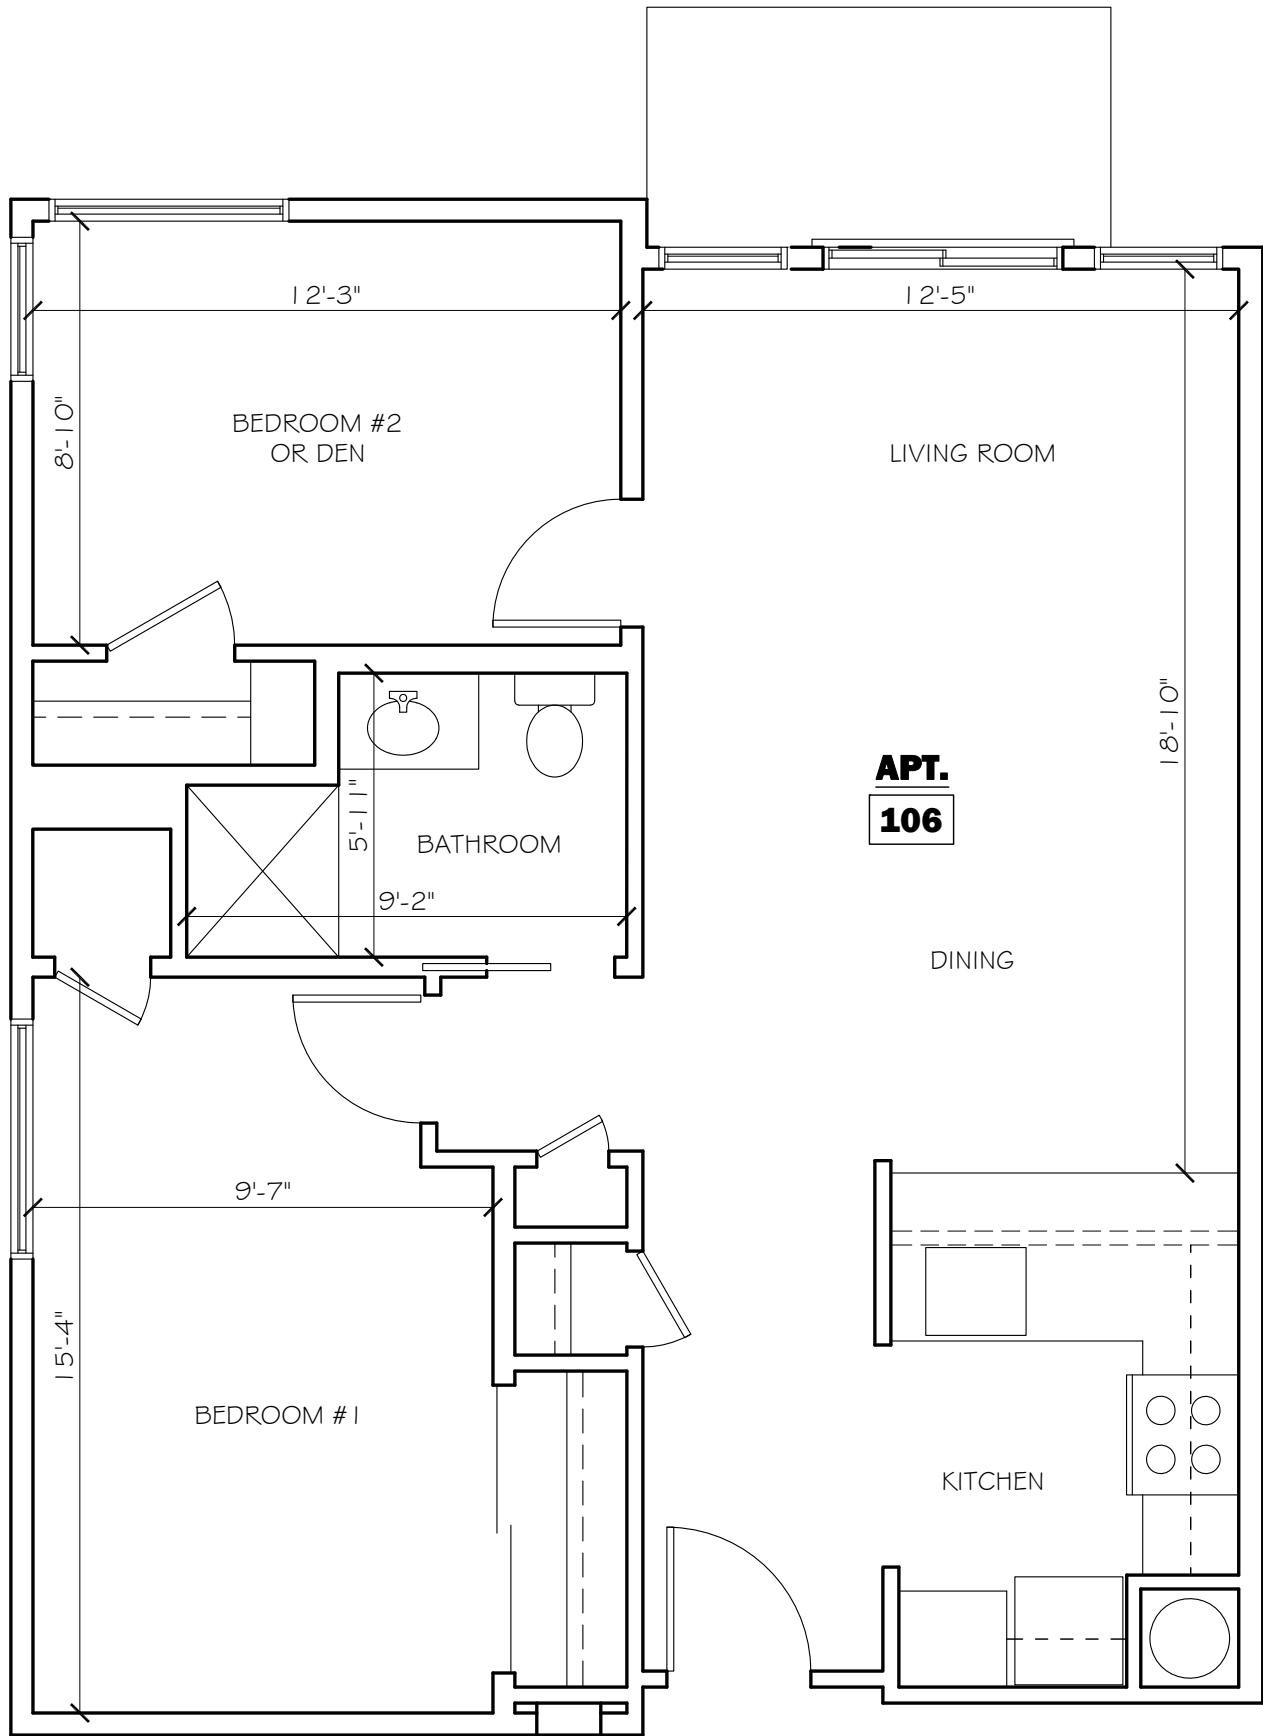 12'-3"
12'-5"
8'-10"
BEDROOM #2
OR DEN
LIVING ROOM
18'-10"
APT.
106
5'-11"
BATHROOM
9'-2"
DINING
9'-7"
15'-4"
BEDROOM #1
KITCHEN